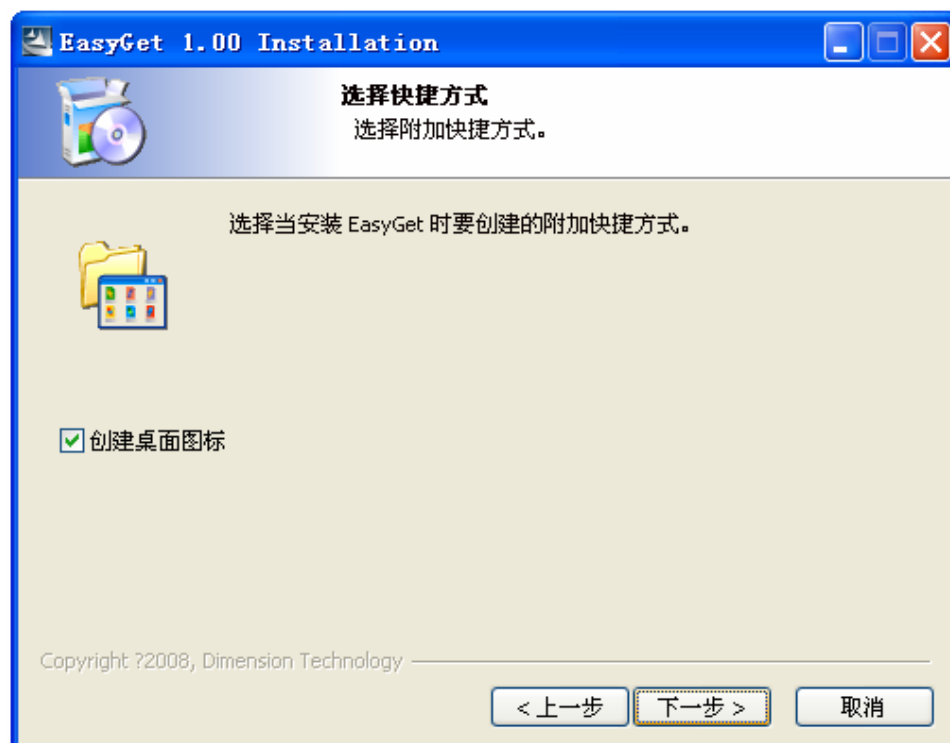 EasyGet 1.00 Installation
选择快捷方式
选择附加快捷方式。
选择当安装 EasyGet 时要创建的附加快捷方式。
创建桌面图标
Copyright ?2008, Dimension Technology
< 上一步
下一步 >
取消